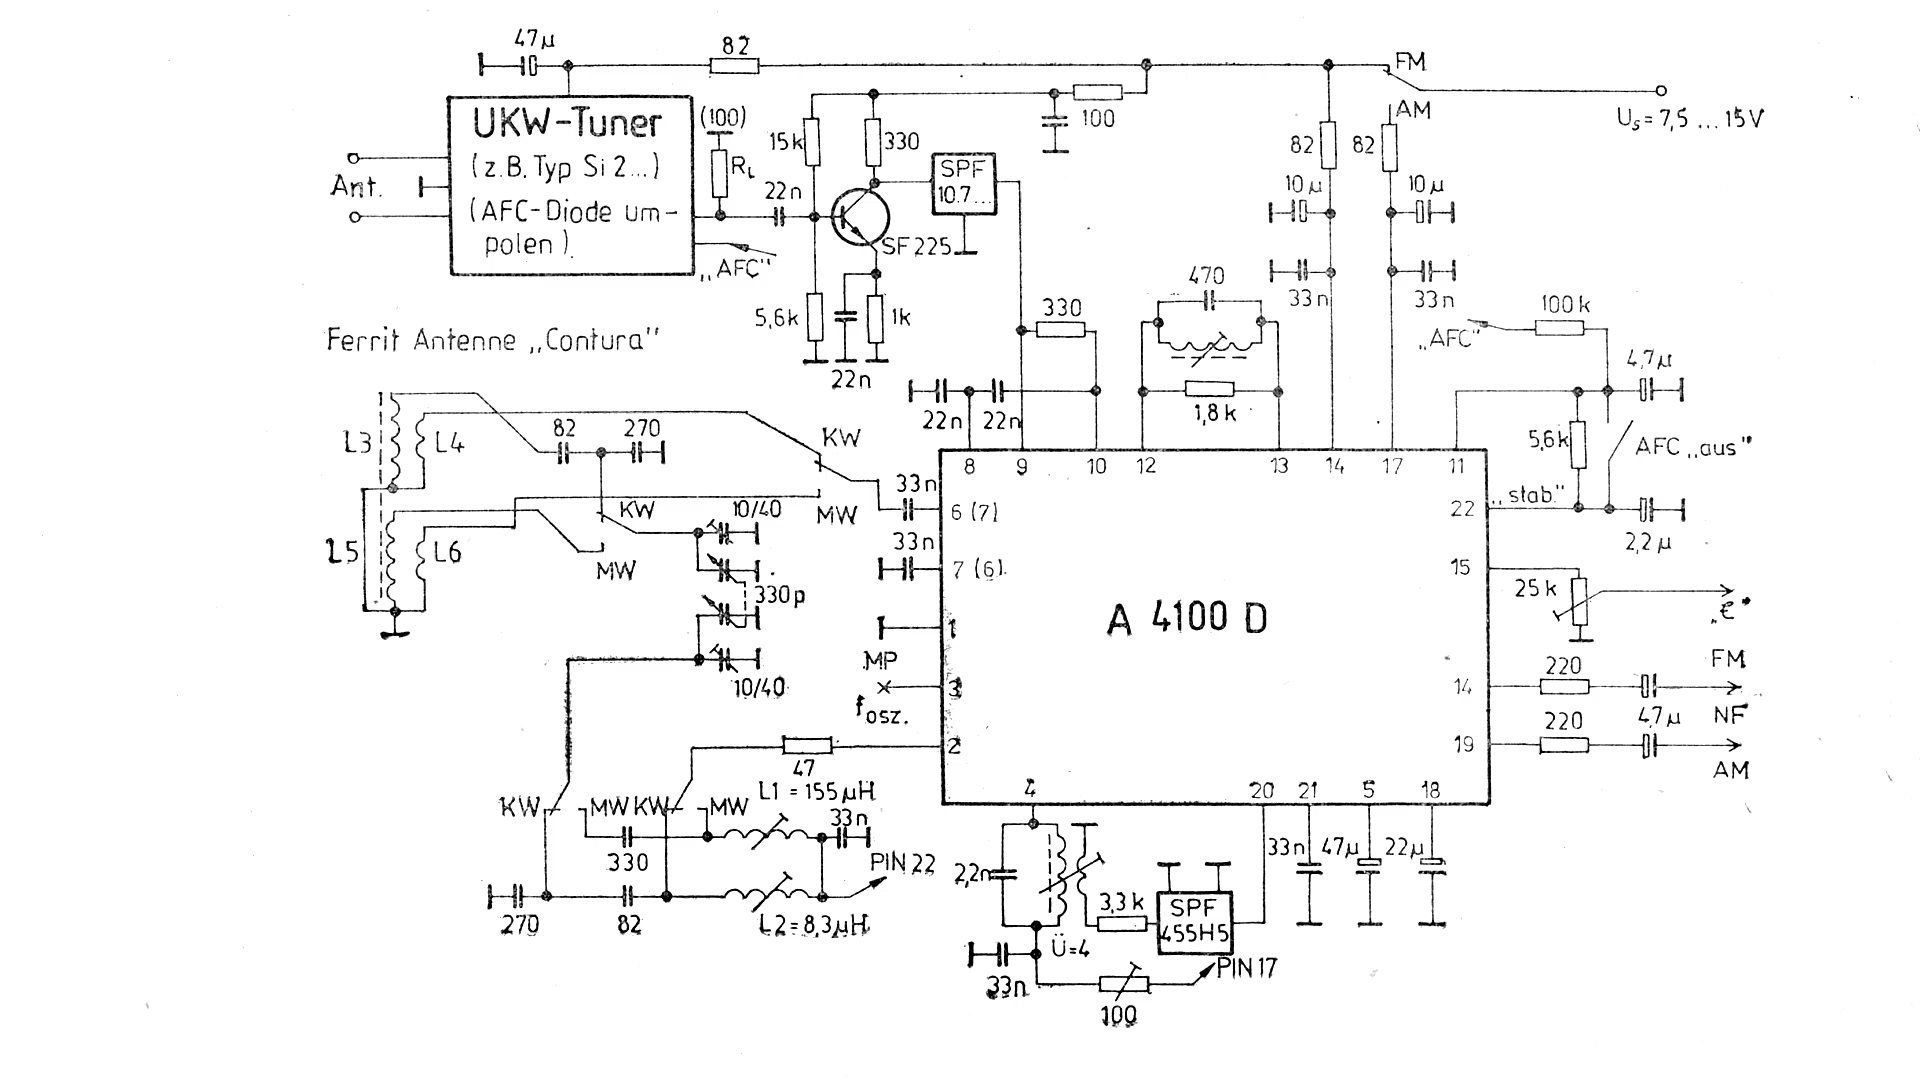 47µ
82
FM
UKW-Tuner
(z.B. Typ Si 2...)
(AFC-Diode um-
polen).
(100)
RL
15k
330
100
AM
Us = 7,5 ... 15V
Ant.
22n
SPF
10.7...
82
82
10µ
10µ
„AFC"
SF225
470
33n
33n
5,6k
1k
22n
330
100k
„AFC"
4,7µ
Ferrit Antenne „Contura"
22n
22n
1,8k
5,6k
AFC „aus"
L3
L4
82
270
KW
8
9
10
12
13
14
17
11
33n
6 (7)
22
„stab."
2,2µ
KW
10/40
MW
L5
L6
MW
33n
7 (6)
15
25k
330p
1
A 4100 D
MP
10/40
3
fosz.
14
220
FM
NF
2
19
220
4,7µ
AM
47
KW
MW
KW
MW
L1 = 155µH
33n
4
20
21
5
18
330
PIN 22
2,2n
33n
47µ
22µ
270
82
L2=8,3µH
Ü=4
3,3k
SPF
455H5
33n
PIN 17
100